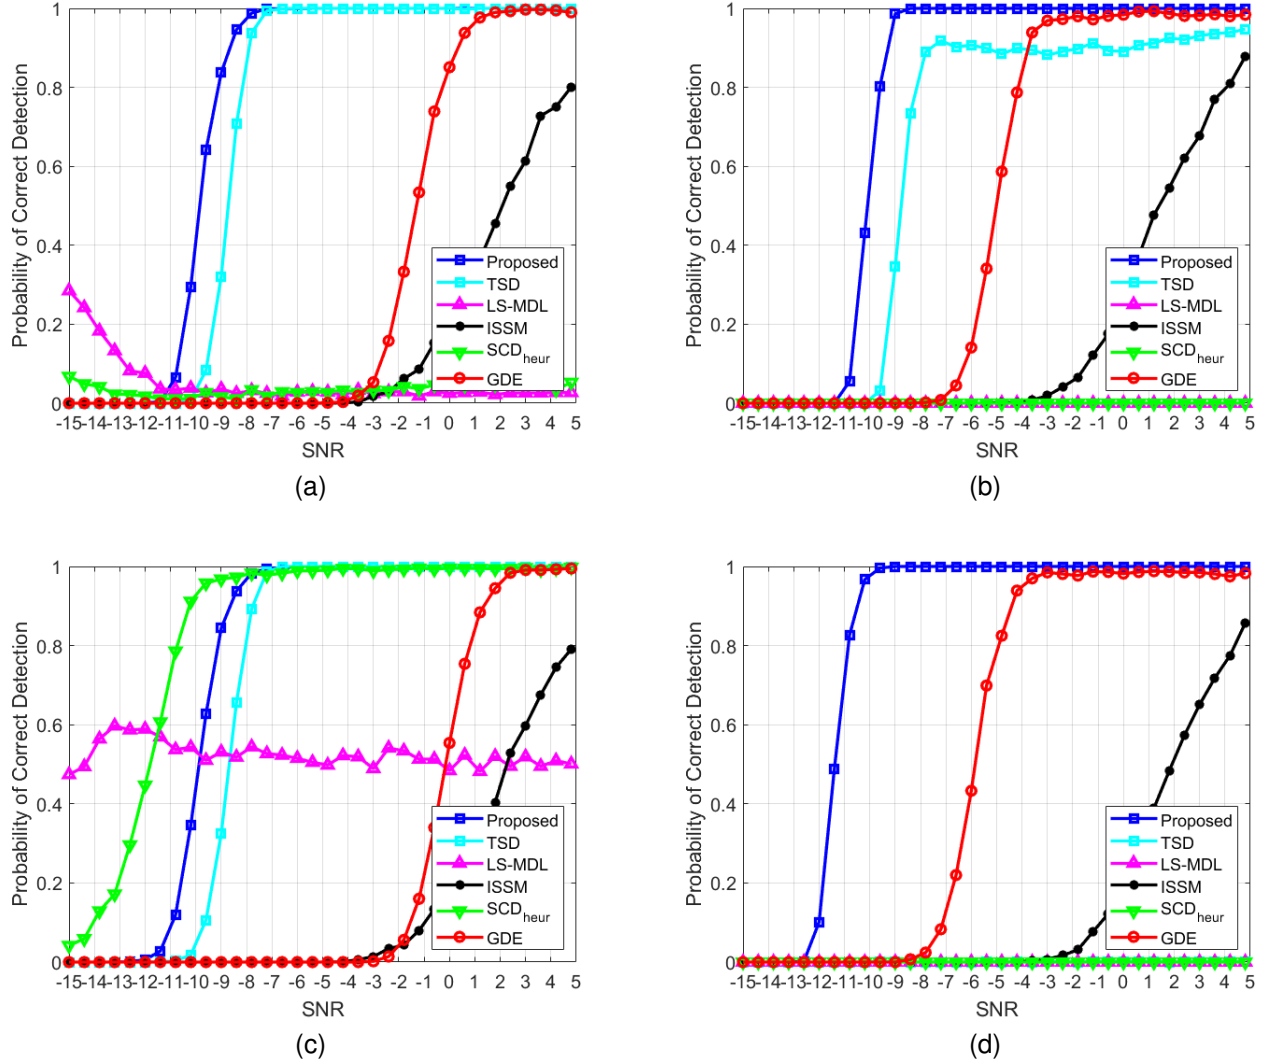 1
0.8
0.6
0.4
0.2
0
Probability of Correct Detection
-15 -14 -13 -12 -11 -10 -9 -8 -7 -6 -5 -4 -3 -2 -1 0 1 2 3 4 5
SNR
Proposed
TSD
LS-MDL
ISSM
SCD heur
GDE
(a)
1
0.8
0.6
0.4
0.2
0
Probability of Correct Detection
-15 -14 -13 -12 -11 -10 -9 -8 -7 -6 -5 -4 -3 -2 -1 0 1 2 3 4 5
SNR
Proposed
TSD
LS-MDL
ISSM
SCD heur
GDE
(b)
1
0.8
0.6
0.4
0.2
0
Probability of Correct Detection
-15 -14 -13 -12 -11 -10 -9 -8 -7 -6 -5 -4 -3 -2 -1 0 1 2 3 4 5
SNR
Proposed
TSD
LS-MDL
ISSM
SCD heur
GDE
(c)
1
0.8
0.6
0.4
0.2
0
Probability of Correct Detection
-15 -14 -13 -12 -11 -10 -9 -8 -7 -6 -5 -4 -3 -2 -1 0 1 2 3 4 5
SNR
Proposed
TSD
LS-MDL
ISSM
SCD heur
GDE
(d)